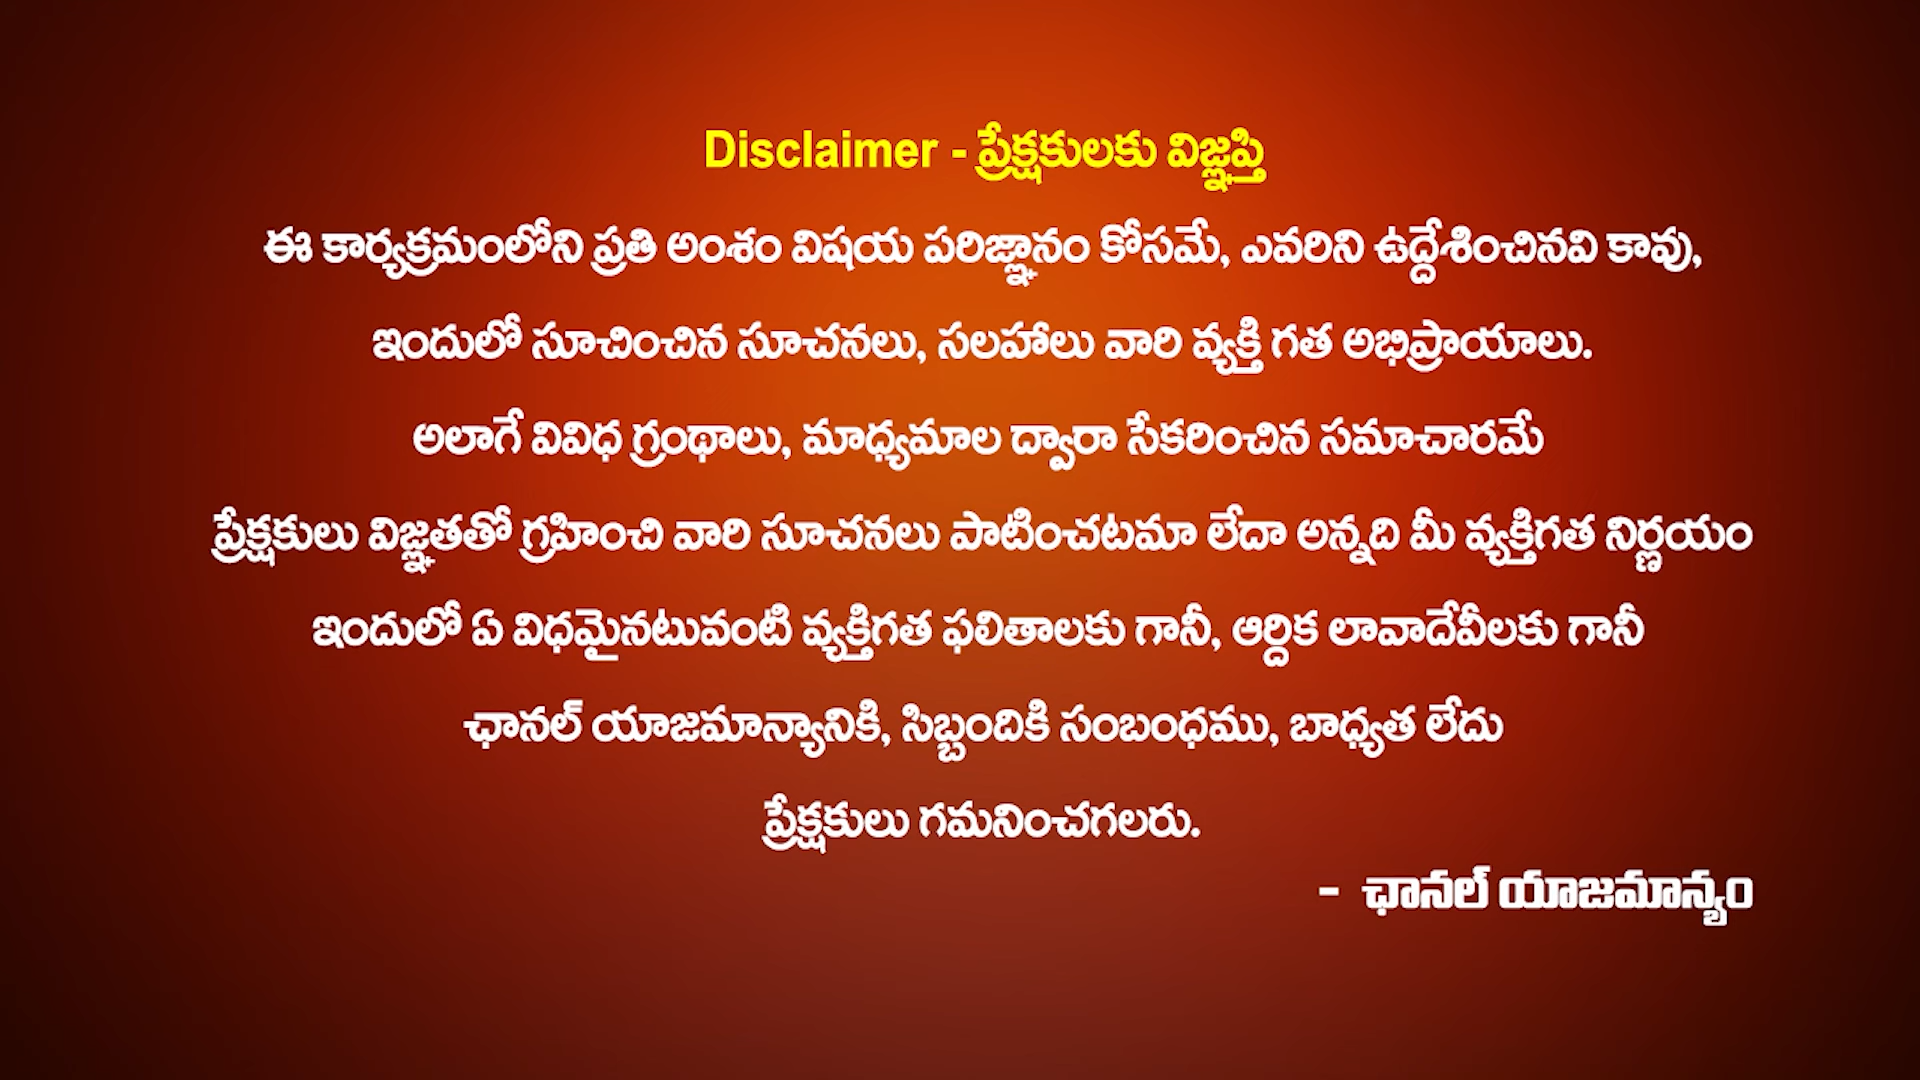 Disclaimer - ప్రేక్షకులకు విజ్ఞప్తి
ఈ కార్యక్రమంలోని ప్రతి అంశం విషయ పరిజ్ఞానం కోసమే, ఎవరిని ఉద్దేశించినవి కావు,
ఇందులో సూచించిన సూచనలు, సలహాలు వారి వ్యక్తి గత అభిప్రాయాలు.
అలాగే వివిధ గ్రంథాలు, మాధ్యమాల ద్వారా సేకరించిన సమాచారమే
ప్రేక్షకులు విజ్ఞతతో గ్రహించి వారి సూచనలు పాటించటమా లేదా అన్నది మీ వ్యక్తిగత నిర్ణయం
ఇందులో ఏ విధమైనటువంటి వ్యక్తిగత ఫలితాలకు గానీ, ఆర్దిక లావాదేవీలకు గానీ
ఛానల్ యాజమాన్యానికి, సిబ్బందికి సంబంధము, బాధ్యత లేదు
ప్రేక్షకులు గమనించగలరు.
- ఛానల్ యాజమాన్యం